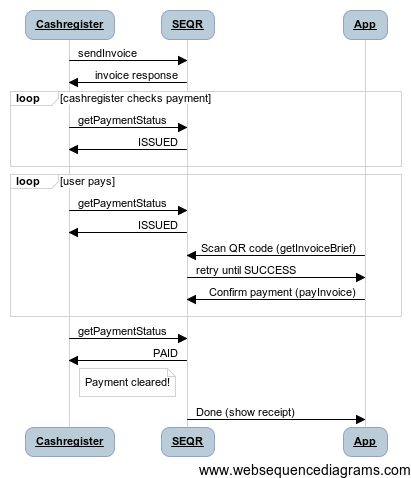 Cashregister SEQR App
sendInvoice
invoice response
loop [cashregister checks payment]
getPaymentStatus
ISSUED
loop [user pays]
getPaymentStatus
ISSUED
Scan QR code (getInvoiceBrief)
retry until SUCCESS
Confirm payment (payInvoice)
getPaymentStatus
PAID
Payment cleared!
Done (show receipt)
Cashregister SEQR App
www.websequencediagrams.com